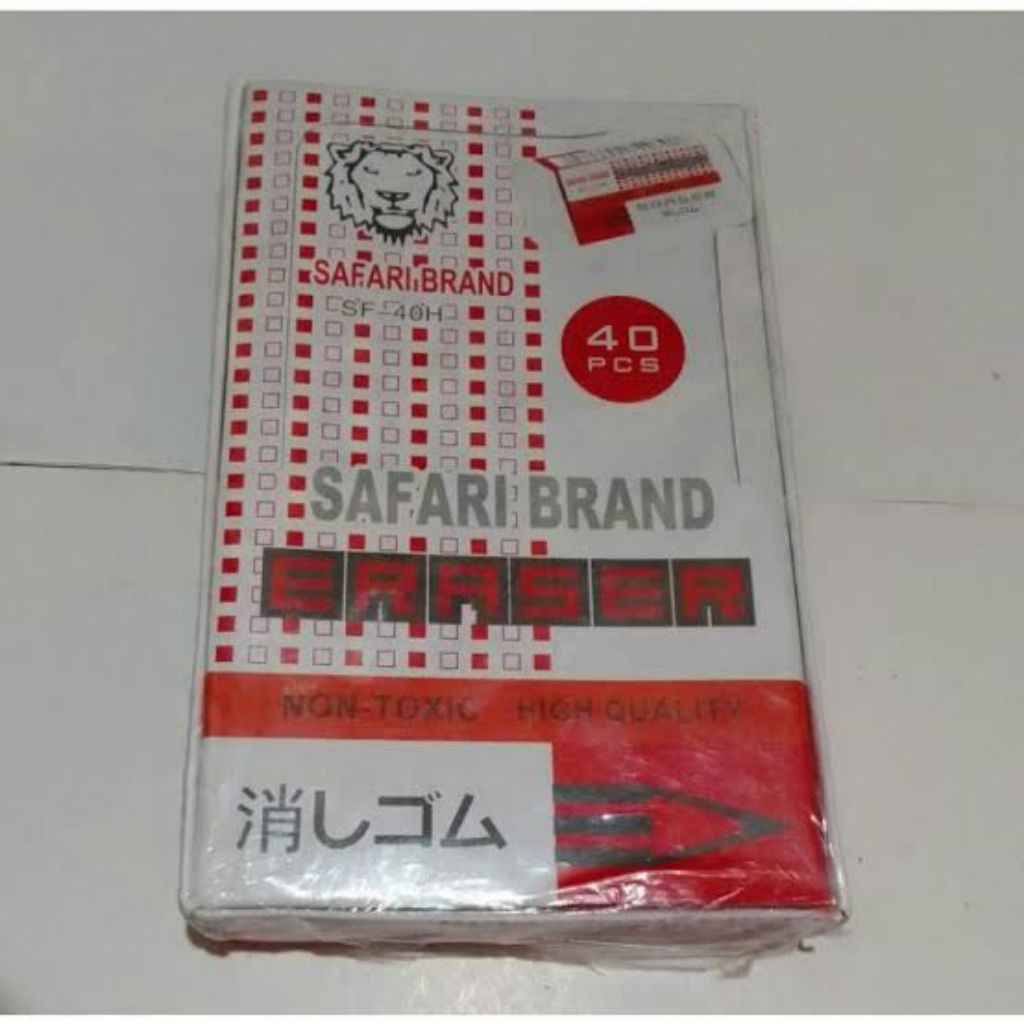 SAFARI BRAND
SF-40H
40
PCS
SAFARI BRAND
ERASER
NON-TOXIC HIGH QUALITY
消しゴム